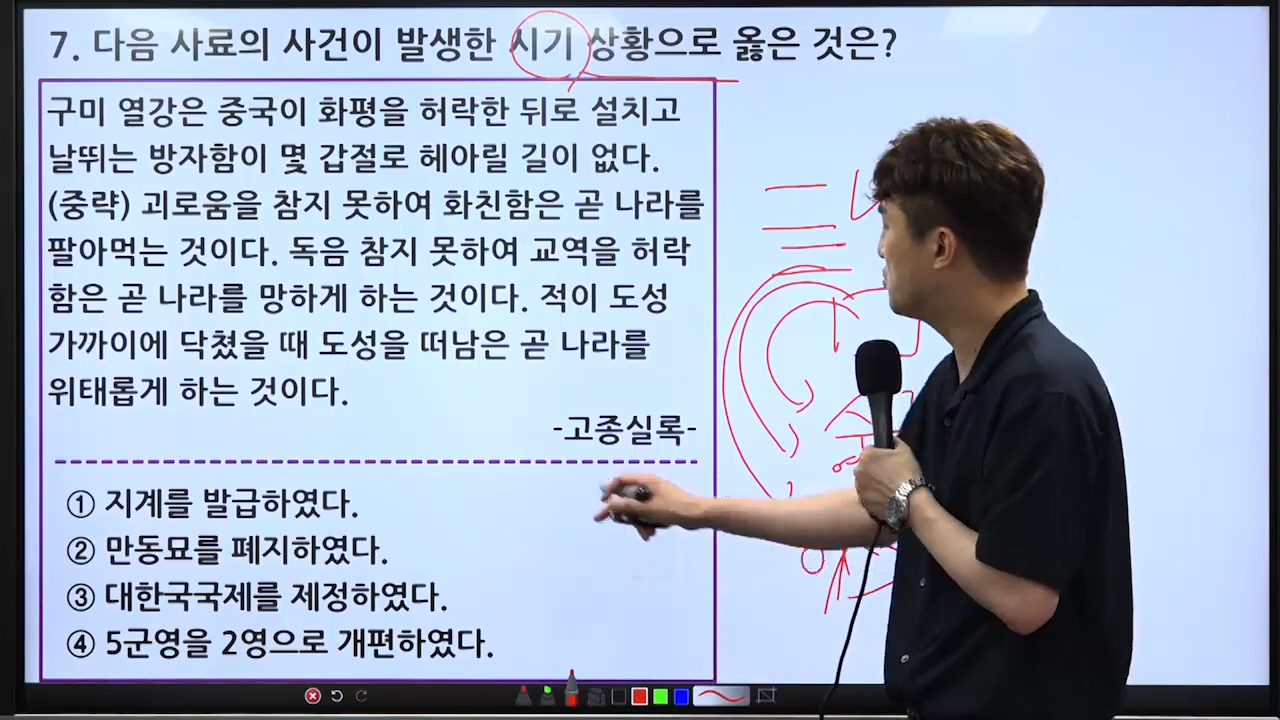 7. 다음 사료의 사건이 발생한 시기 상황으로 옳은 것은?
구미 열강은 중국이 화평을 허락한 뒤로 설치고
날뛰는 방자함이 몇 갑절로 헤아릴 길이 없다.
(중략) 괴로움을 참지 못하여 화친함은 곧 나라를
팔아먹는 것이다. 독음 참지 못하여 교역을 허락
함은 곧 나라를 망하게 하는 것이다. 적이 도성
가까이에 닥쳤을 때 도성을 떠남은 곧 나라를
위태롭게 하는 것이다.
-고종실록-
① 지계를 발급하였다.
② 만동묘를 폐지하였다.
③ 대한국국제를 제정하였다.
④ 5군영을 2영으로 개편하였다.